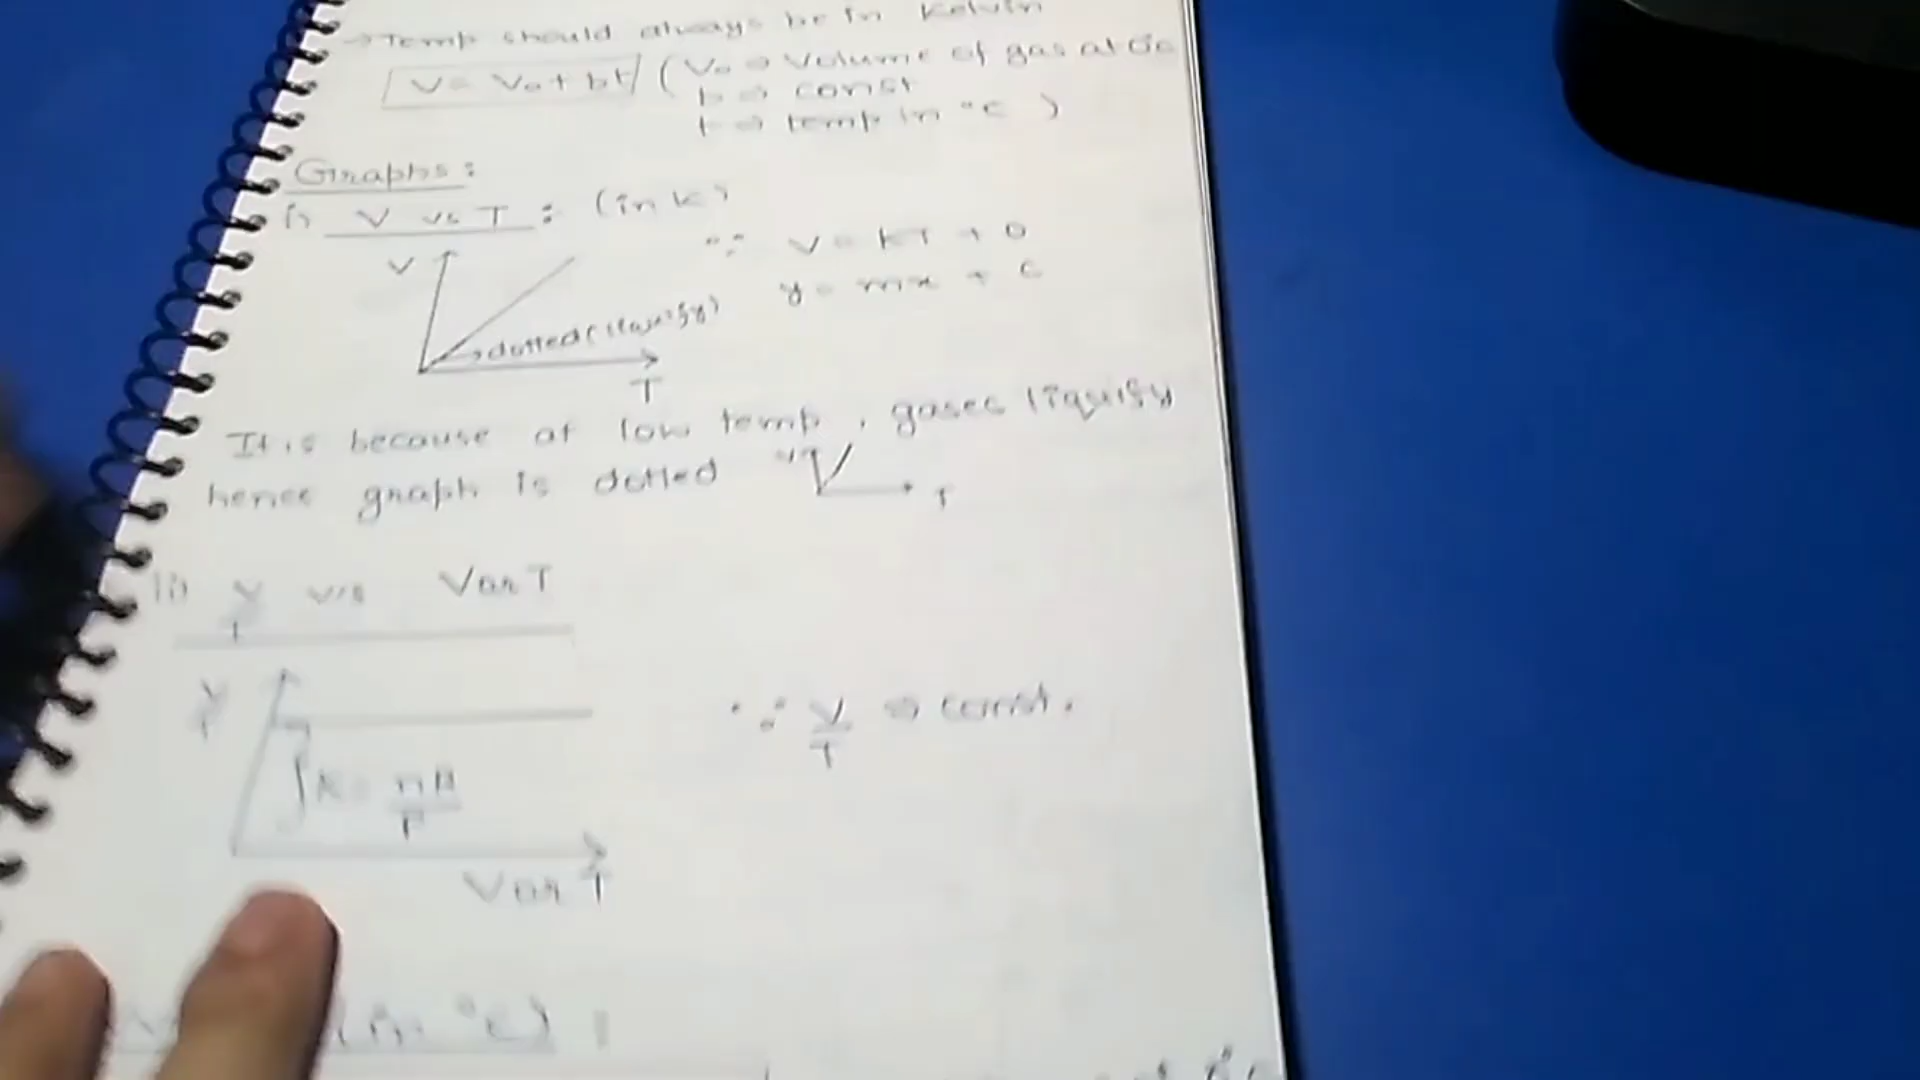 → Temp should always be in Kelvin
V = V₀ + bt ( V₀ ⇒ Volume of gas at 0°c
b ⇒ const
t ⇒ temp in °C )
Graphs :
i) V vs T : (in K)
V
∵ V = KT + 0
y = mx + c
→ dotted (liquify)
T
It is because at low temp , gases liquify
hence graph is dotted
V
T
ii) V/T v/s V or T
V/T
∵ V/T ⇒ const.
K = nR/P
V or T
(in °C) :